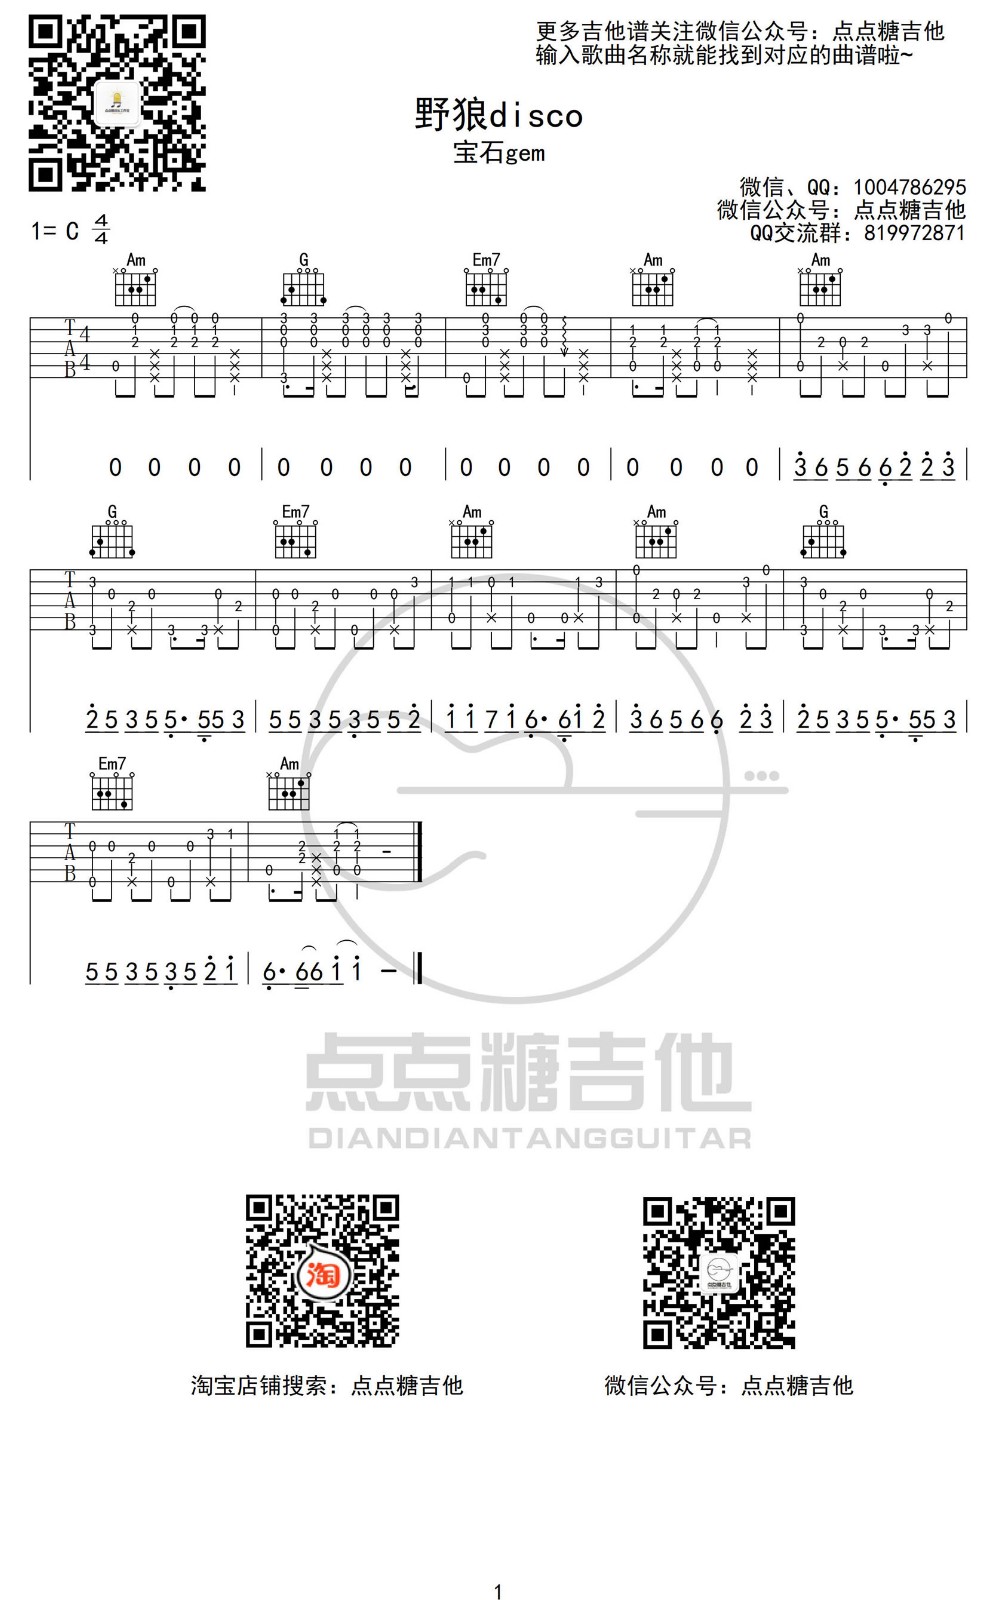 更多吉他谱关注微信公众号：点点糖吉他
输入歌曲名称就能找到对应的曲谱啦~
野狼disco
宝石gem
微信、QQ：1004786295
微信公众号：点点糖吉他
QQ交流群：819972871
1= C 4/4
Am G Em7 Am Am
T A B 4/4
0 0 0 0 0 0 0 0 0 0 0 0 0 0 0 0 3 6 5 6 6 2 2 3
G Em7 Am Am G
T A B
2 5 3 5 5· 5 5 3 5 5 3 5 3 5 5 2 1 1 7 1 6· 6 1 2 3 6 5 6 6 2 3 2 5 3 5 5· 5 5 3
Em7 Am
T A B
5 5 3 5 3 5 2 1 6· 6 6 1 1 –
点点糖吉他
DIANDIANTANGGUITAR
淘
点点糖吉他
淘宝店铺搜索：点点糖吉他
微信公众号：点点糖吉他
1